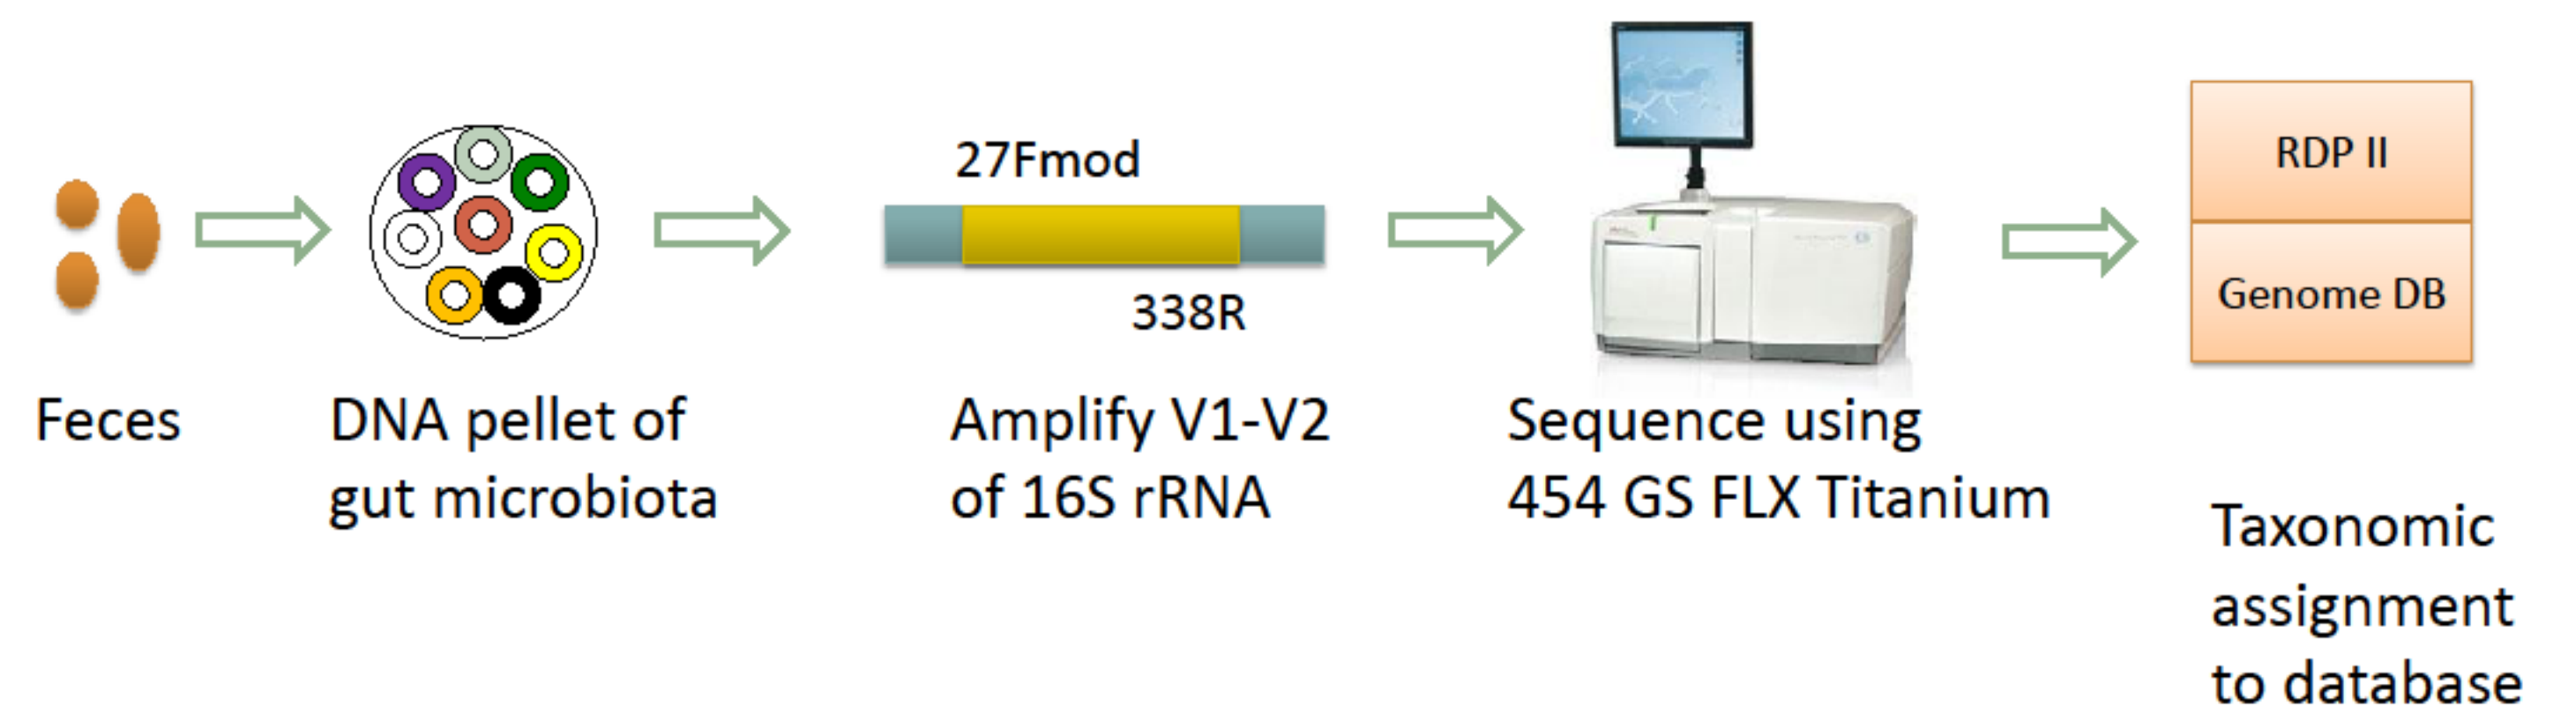 Feces
DNA pellet of
gut microbiota
27Fmod
338R
Amplify V1-V2
of 16S rRNA
Sequence using
454 GS FLX Titanium
RDP II
Genome DB
Taxonomic
assignment
to database